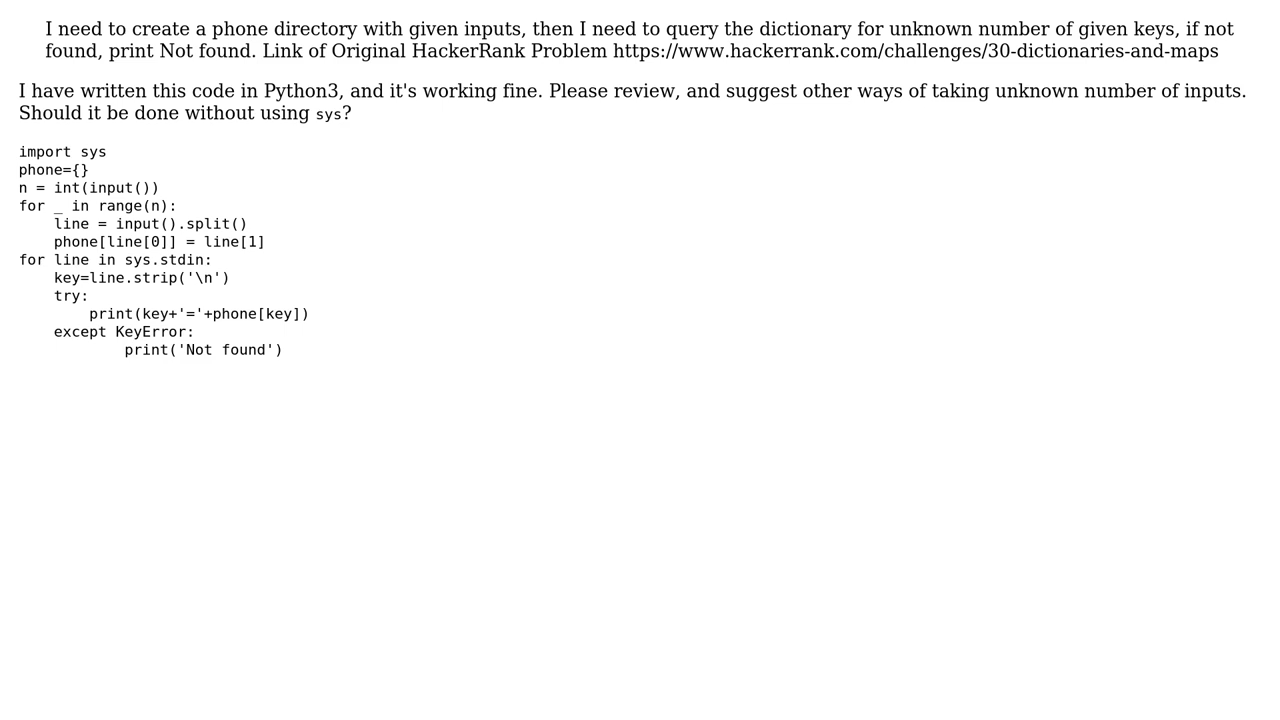 I need to create a phone directory with given inputs, then I need to query the dictionary for unknown number of given keys, if not
found, print Not found. Link of Original HackerRank Problem https://www.hackerrank.com/challenges/30-dictionaries-and-maps
I have written this code in Python3, and it's working fine. Please review, and suggest other ways of taking unknown number of inputs.
Should it be done without using sys?
import sys
phone={}
n = int(input())
for _ in range(n):
    line = input().split()
    phone[line[0]] = line[1]
for line in sys.stdin:
    key=line.strip('\n')
    try:
        print(key+'='+phone[key])
    except KeyError:
            print('Not found')